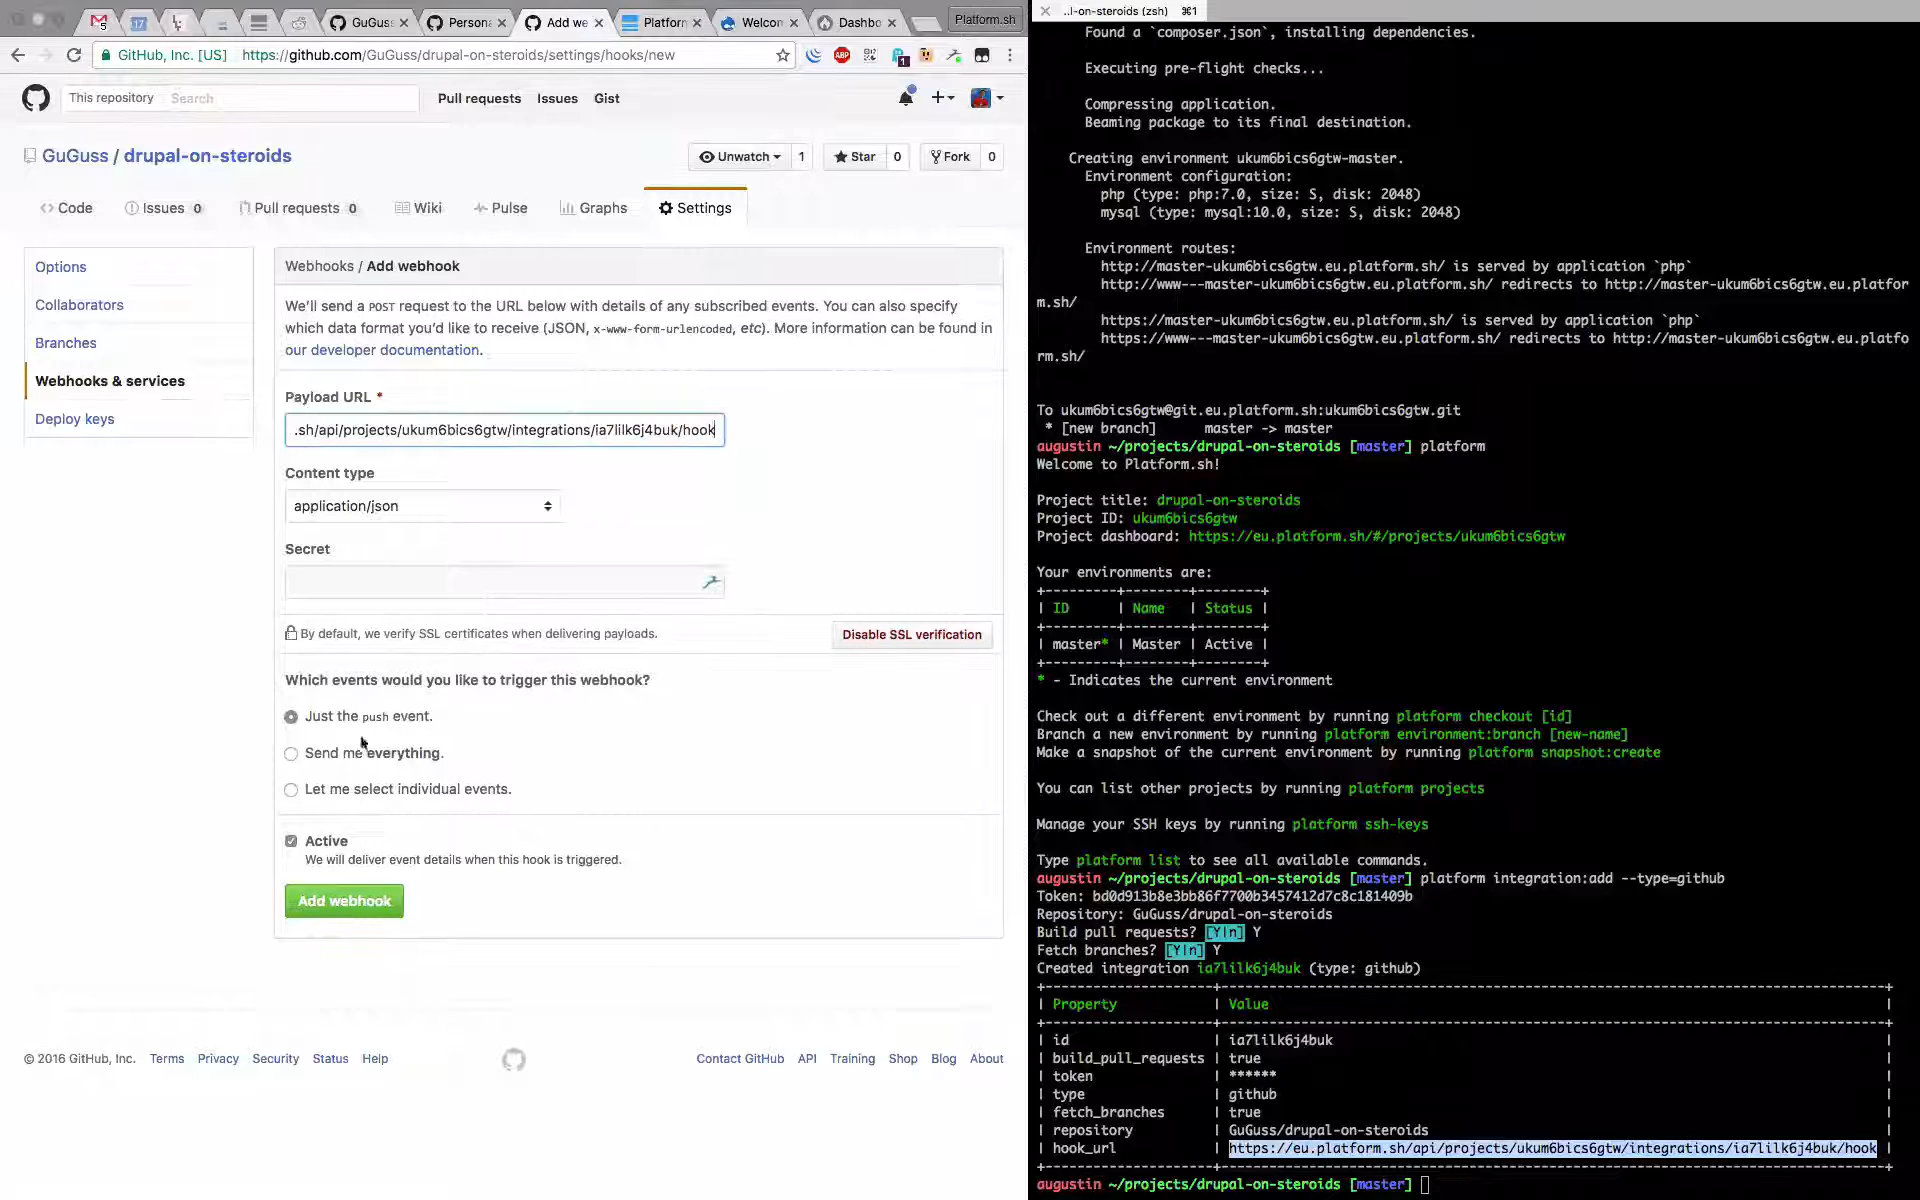 GuGus
Persona
Add we
Platform
Welcom
Dashbo
Platform.sh
GitHub, Inc. [US] https://github.com/GuGuss/drupal-on-steroids/settings/hooks/new
This repository Search Pull requests Issues Gist
GuGuss / drupal-on-steroids
Unwatch 1 Star 0 Fork 0
Code Issues 0 Pull requests 0 Wiki Pulse Graphs Settings
Options
Collaborators
Branches
Webhooks & services
Deploy keys
Webhooks / Add webhook
We'll send a POST request to the URL below with details of any subscribed events. You can also specify
which data format you'd like to receive (JSON, x-www-form-urlencoded, etc). More information can be found in
our developer documentation.
Payload URL *
.sh/api/projects/ukum6bics6gtw/integrations/ia7lilk6j4buk/hook
Content type
application/json
Secret
By default, we verify SSL certificates when delivering payloads. Disable SSL verification
Which events would you like to trigger this webhook?
Just the push event.
Send me everything.
Let me select individual events.
Active
We will deliver event details when this hook is triggered.
Add webhook
© 2016 GitHub, Inc. Terms Privacy Security Status Help Contact GitHub API Training Shop Blog About
..l-on-steroids (zsh) ⌘1
Found a `composer.json`, installing dependencies.
Executing pre-flight checks...
Compressing application.
Beaming package to its final destination.
Creating environment ukum6bics6gtw-master.
Environment configuration:
php (type: php:7.0, size: S, disk: 2048)
mysql (type: mysql:10.0, size: S, disk: 2048)
Environment routes:
http://master-ukum6bics6gtw.eu.platform.sh/ is served by application `php`
http://www---master-ukum6bics6gtw.eu.platform.sh/ redirects to http://master-ukum6bics6gtw.eu.platfor
m.sh/
https://master-ukum6bics6gtw.eu.platform.sh/ is served by application `php`
https://www---master-ukum6bics6gtw.eu.platform.sh/ redirects to http://master-ukum6bics6gtw.eu.platfo
rm.sh/
To ukum6bics6gtw@git.eu.platform.sh:ukum6bics6gtw.git
* [new branch] master -> master
augustin ~/projects/drupal-on-steroids [master] platform
Welcome to Platform.sh!
Project title: drupal-on-steroids
Project ID: ukum6bics6gtw
Project dashboard: https://eu.platform.sh/#/projects/ukum6bics6gtw
Your environments are:
+---------+--------+--------+
| ID | Name | Status |
+---------+--------+--------+
| master* | Master | Active |
+---------+--------+--------+
* - Indicates the current environment
Check out a different environment by running platform checkout [id]
Branch a new environment by running platform environment:branch [new-name]
Make a snapshot of the current environment by running platform snapshot:create
You can list other projects by running platform projects
Manage your SSH keys by running platform ssh-keys
Type platform list to see all available commands.
augustin ~/projects/drupal-on-steroids [master] platform integration:add --type=github
Token: bd0d913b8e3bb86f7700b3457412d7c8c181409b
Repository: GuGuss/drupal-on-steroids
Build pull requests? [Y|n] Y
Fetch branches? [Y|n] Y
Created integration ia7lilk6j4buk (type: github)
| Property | Value |
| id | ia7lilk6j4buk |
| build_pull_requests | true |
| token | ****** |
| type | github |
| fetch_branches | true |
| repository | GuGuss/drupal-on-steroids |
| hook_url | https://eu.platform.sh/api/projects/ukum6bics6gtw/integrations/ia7lilk6j4buk/hook |
augustin ~/projects/drupal-on-steroids [master]